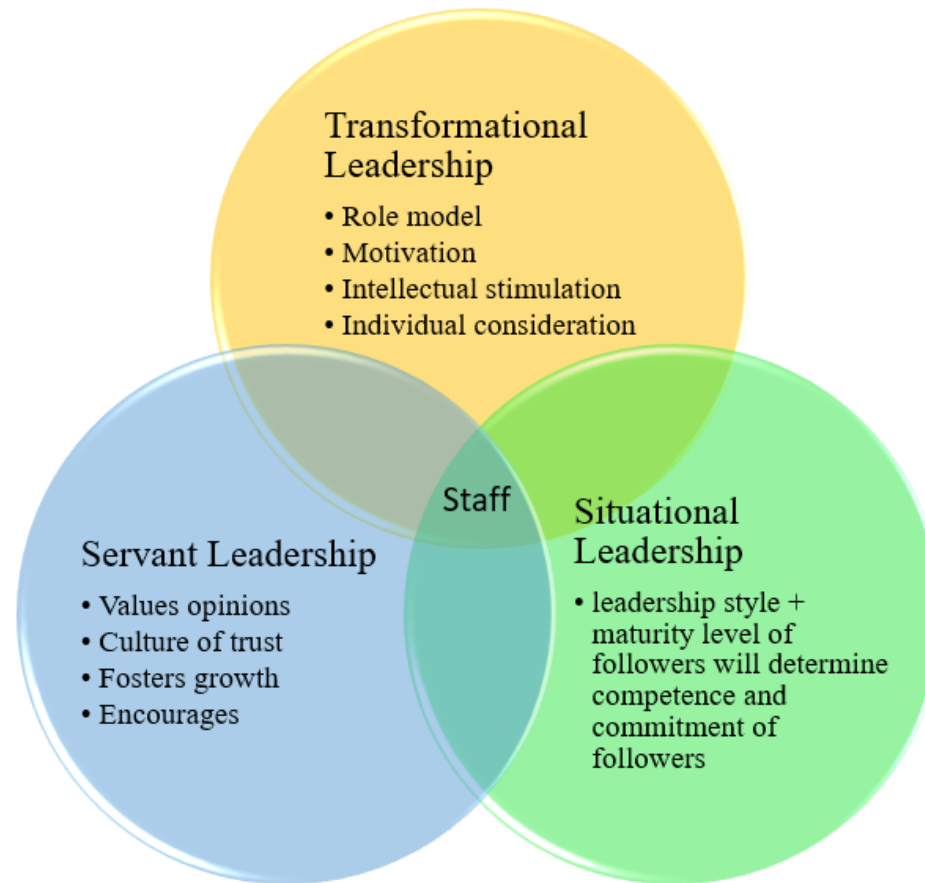 Transformational
Leadership
• Role model
• Motivation
• Intellectual stimulation
• Individual consideration
Staff
Servant Leadership
• Values opinions
• Culture of trust
• Fosters growth
• Encourages
Situational
Leadership
• leadership style +
maturity level of
followers will determine
competence and
commitment of
followers